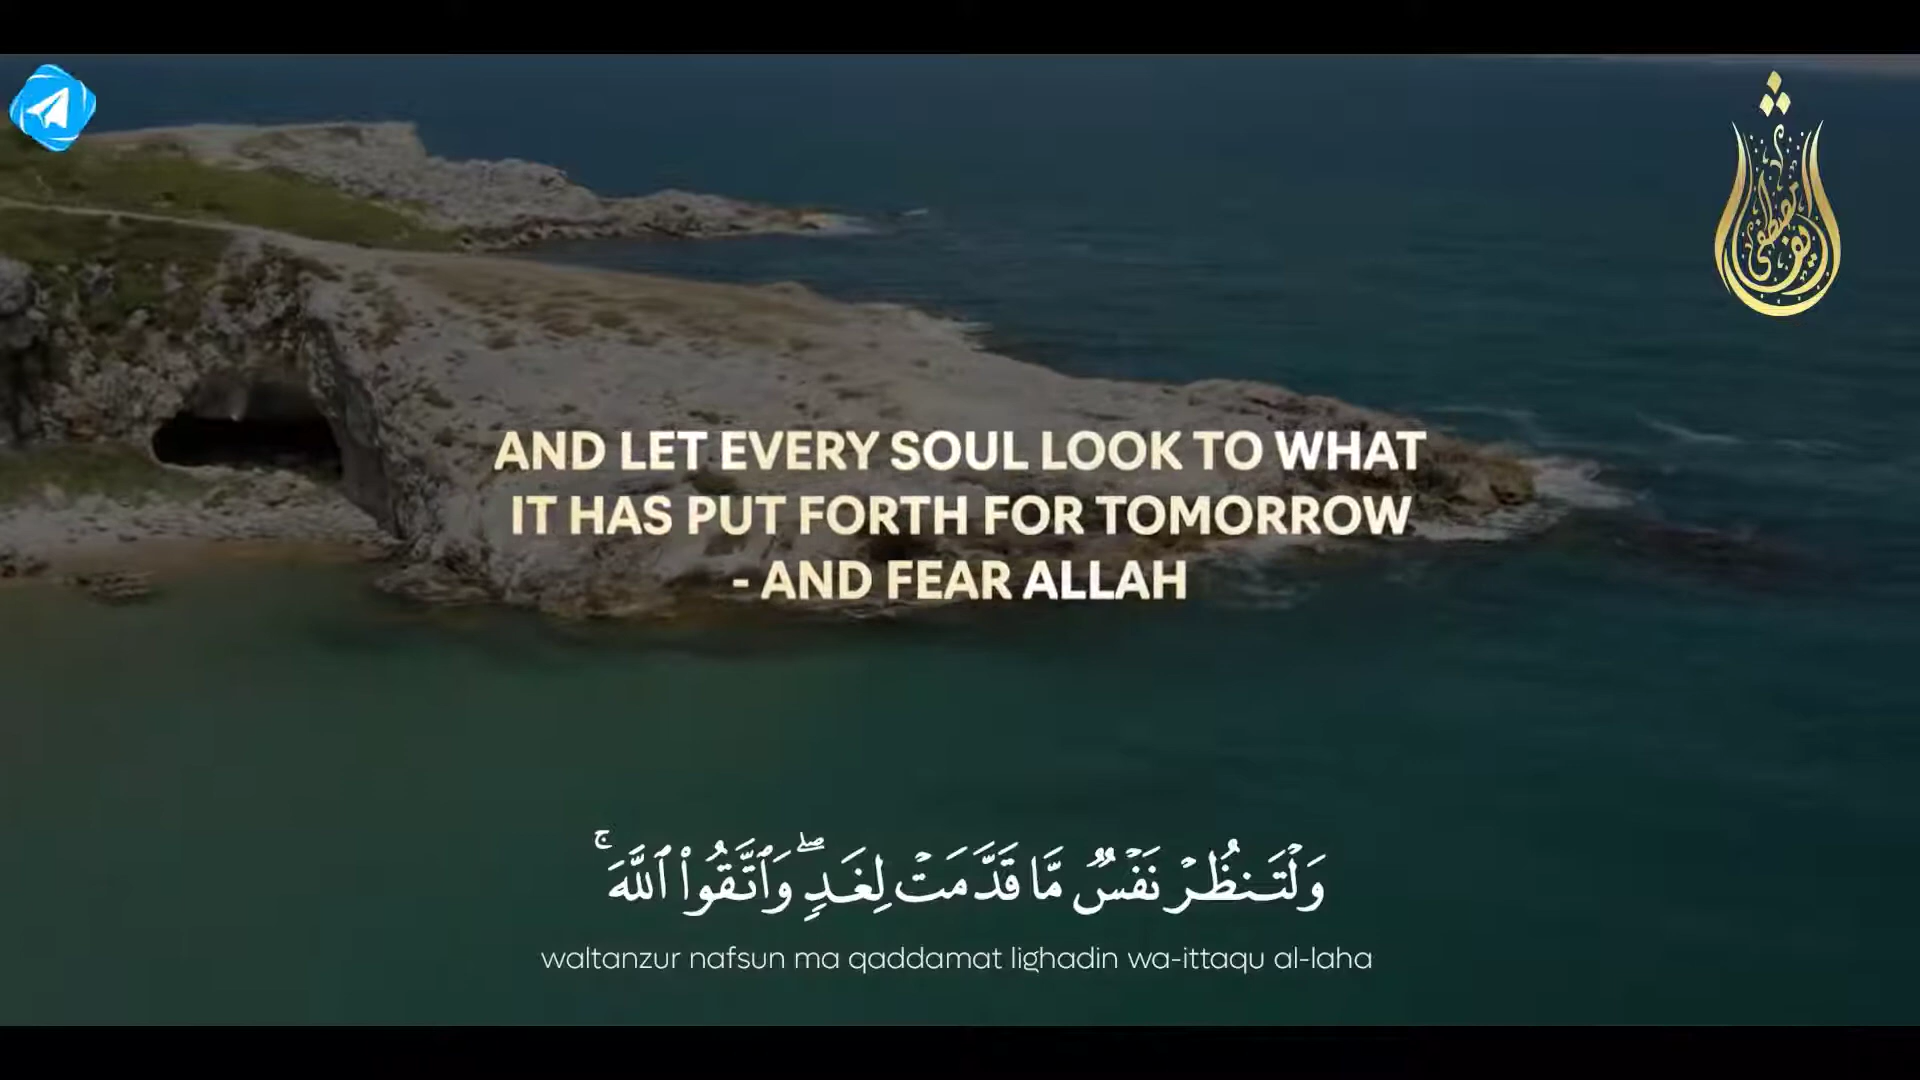 AND LET EVERY SOUL LOOK TO WHAT
IT HAS PUT FORTH FOR TOMORROW
- AND FEAR ALLAH
وَلْتَنظُرْ نَفْسٌ مَّا قَدَّمَتْ لِغَدٍ ۖ وَٱتَّقُوا۟ ٱللَّهَ ۚ
waltanzur nafsun ma qaddamat lighadin wa-ittaqu al-laha